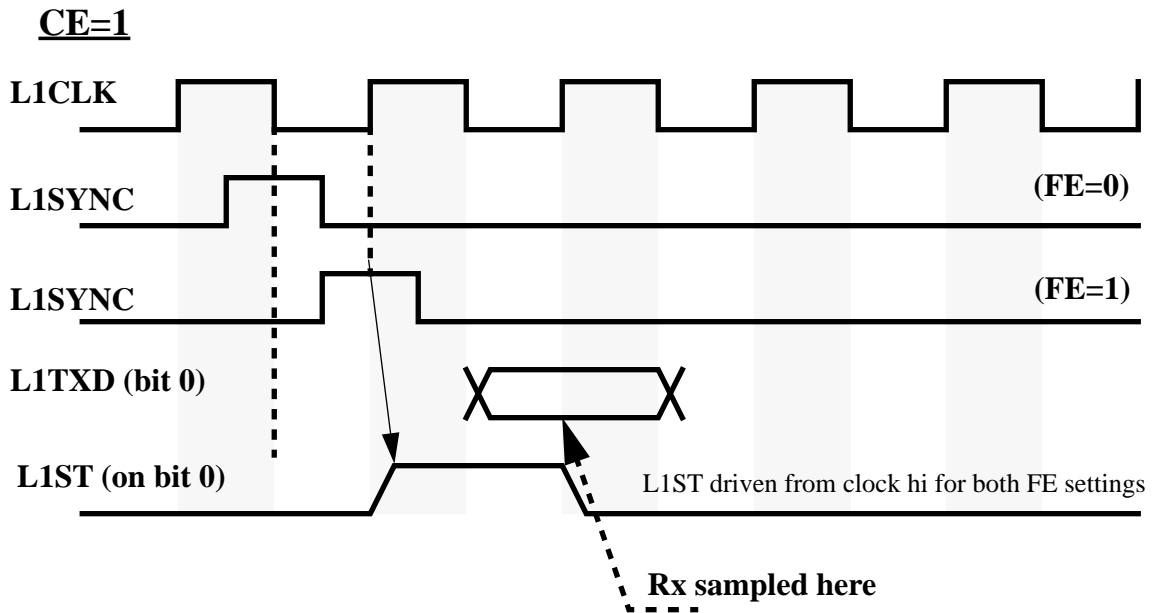 CE=1
L1CLK
L1SYNC (FE=0)
L1SYNC (FE=1)
L1TXD (bit 0)
L1ST (on bit 0)
L1ST driven from clock hi for both FE settings
Rx sampled here